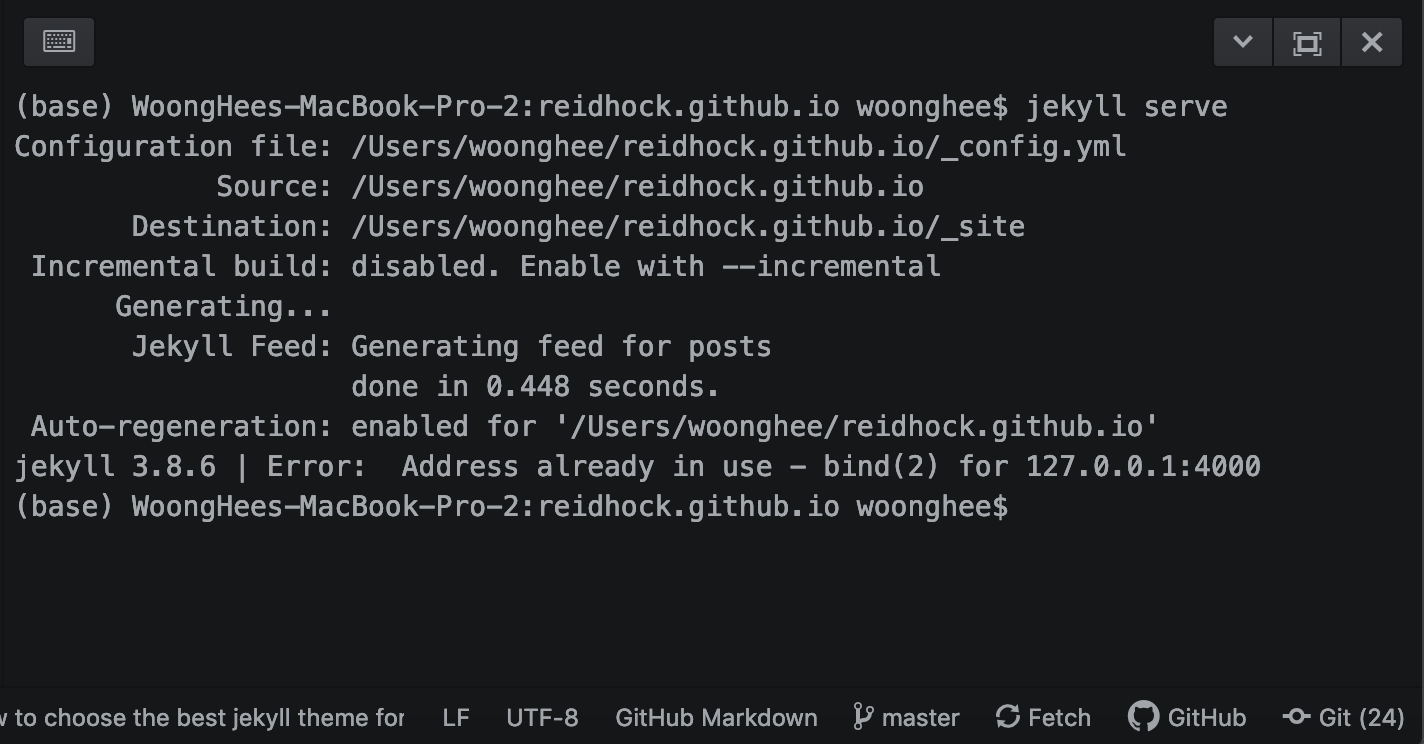 (base) WoongHees-MacBook-Pro-2:reidhock.github.io woonghee$ jekyll serve
Configuration file: /Users/woonghee/reidhock.github.io/_config.yml
Source: /Users/woonghee/reidhock.github.io
Destination: /Users/woonghee/reidhock.github.io/_site
Incremental build: disabled. Enable with --incremental
Generating...
Jekyll Feed: Generating feed for posts
done in 0.448 seconds.
Auto-regeneration: enabled for '/Users/woonghee/reidhock.github.io'
jekyll 3.8.6 | Error:  Address already in use - bind(2) for 127.0.0.1:4000
(base) WoongHees-MacBook-Pro-2:reidhock.github.io woonghee$
to choose the best jekyll theme for LF UTF-8 GitHub Markdown master Fetch GitHub Git (24)